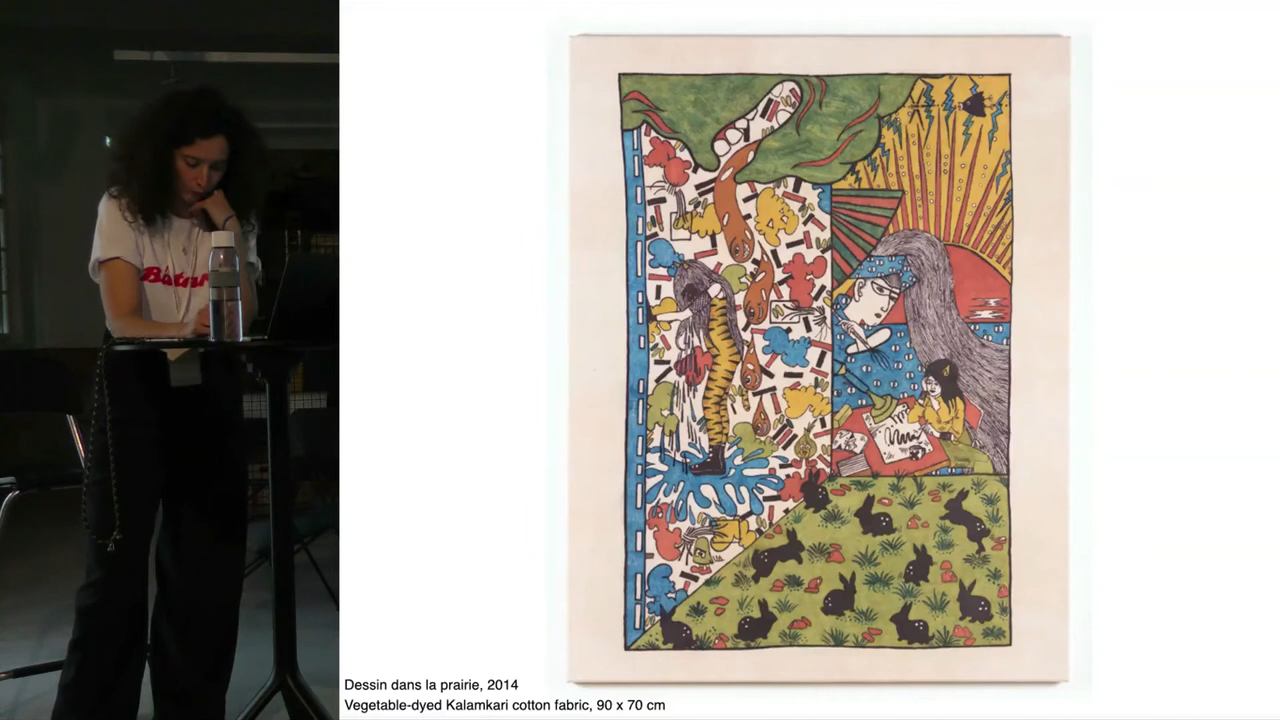 Dessin dans la prairie, 2014
Vegetable-dyed Kalamkari cotton fabric, 90 x 70 cm